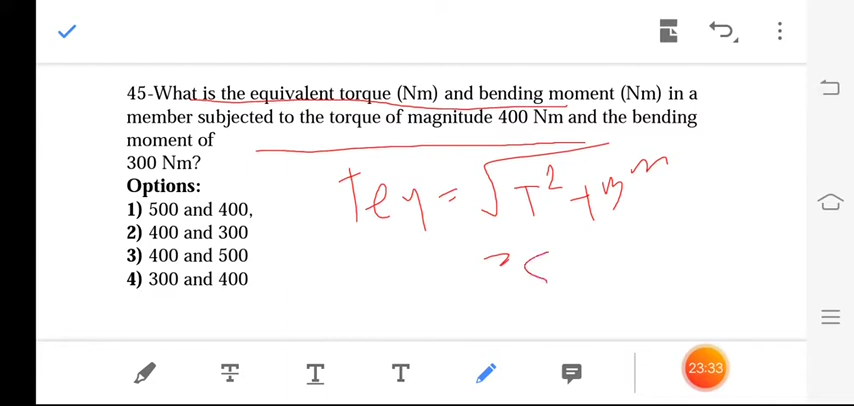 45-What is the equivalent torque (Nm) and bending moment (Nm) in a
member subjected to the torque of magnitude 400 Nm and the bending
moment of
300 Nm?
Options:
1) 500 and 400,
2) 400 and 300
3) 400 and 500
4) 300 and 400
Teq = √T² + B^m
T T T
23:33